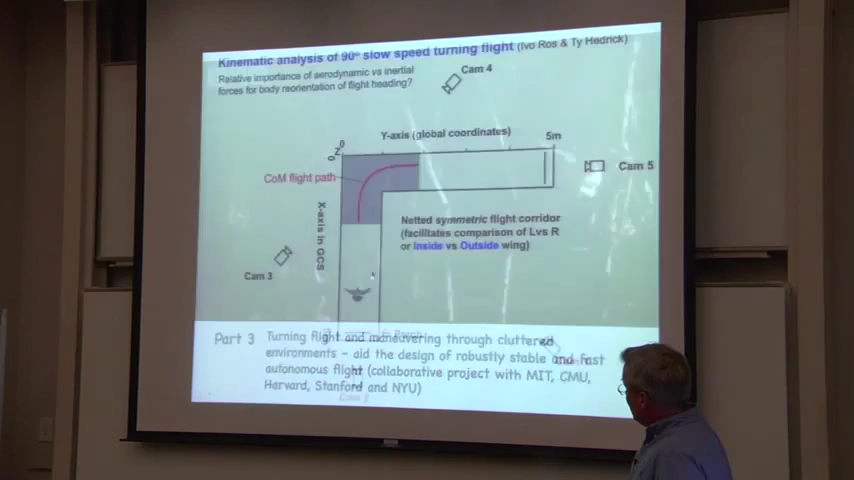 Kinematic analysis of 90° slow speed turning flight (Ivo Ros & Ty Hedrick)
Relative importance of aerodynamic vs inertial
forces for body reorientation of flight heading?
Cam 4
Y-axis (global coordinates)
5m
0
0
Z
CoM flight path
Cam 5
X-axis in GCS
Netted symmetric flight corridor
(facilitates comparison of L vs R
or Inside vs Outside wing)
Cam 3
Part 3 Turning flight and maneuvering through cluttered
environments – aid the design of robustly stable and fast
autonomous flight (collaborative project with MIT, CMU,
Harvard, Stanford and NYU)